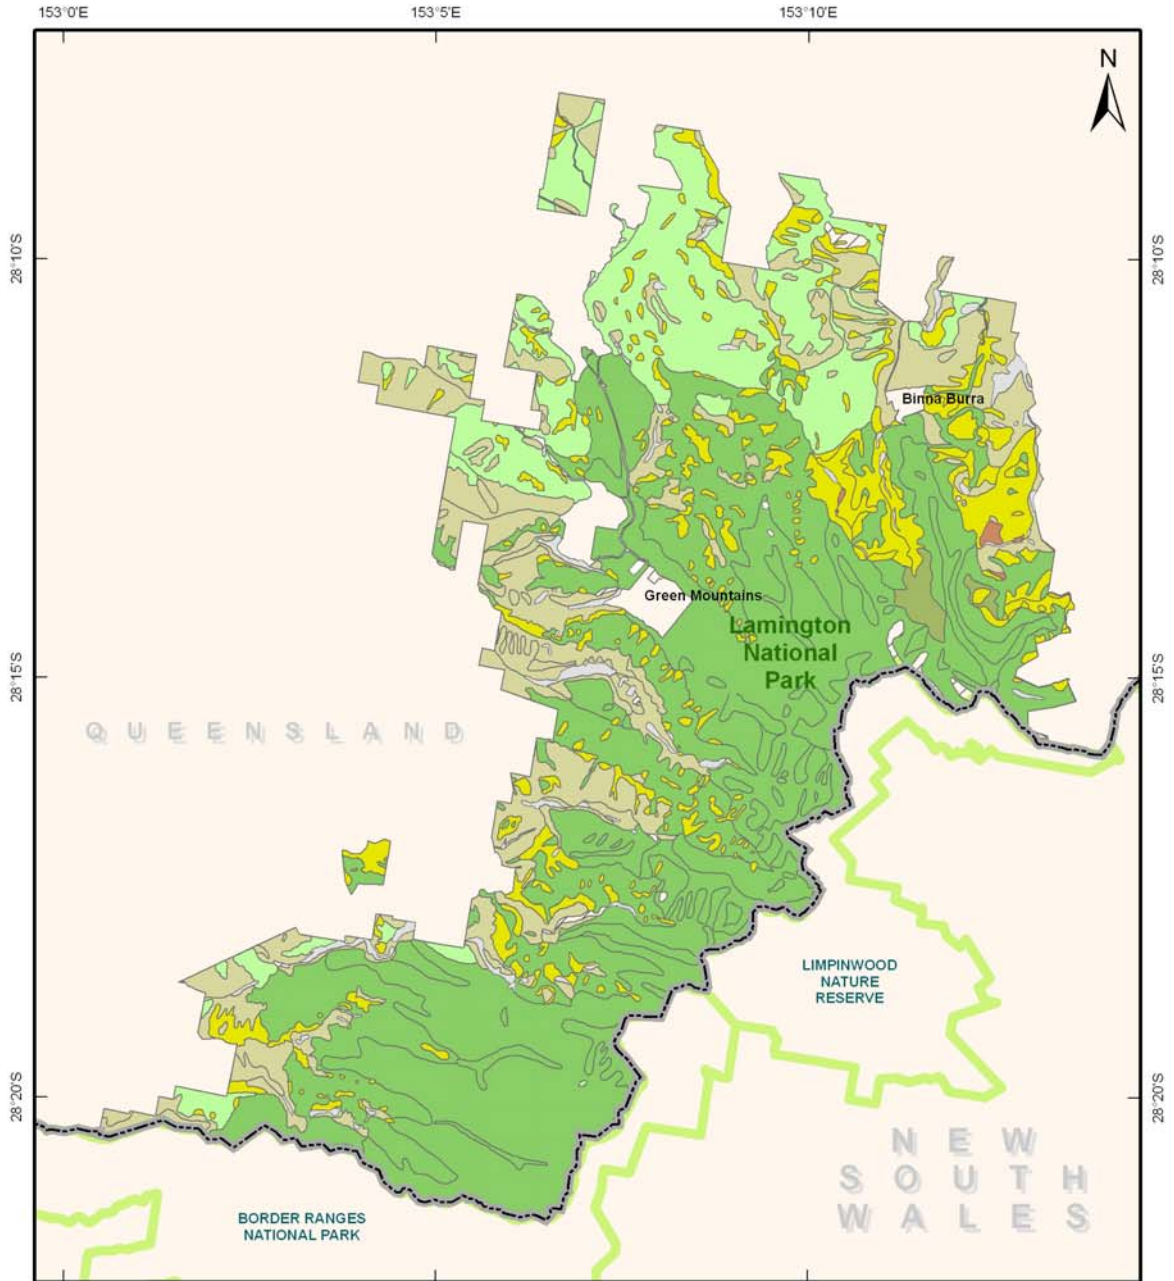 153°0'E
153°5'E
153°10'E
N
28°10'S
28°10'S
Binna Burra
Green Mountains
Lamington
National
Park
28°15'S
28°15'S
QUEENSLAND
LIMPINWOOD
NATURE
RESERVE
28°20'S
28°20'S
NEW
SOUTH
WALES
BORDER RANGES
NATIONAL PARK